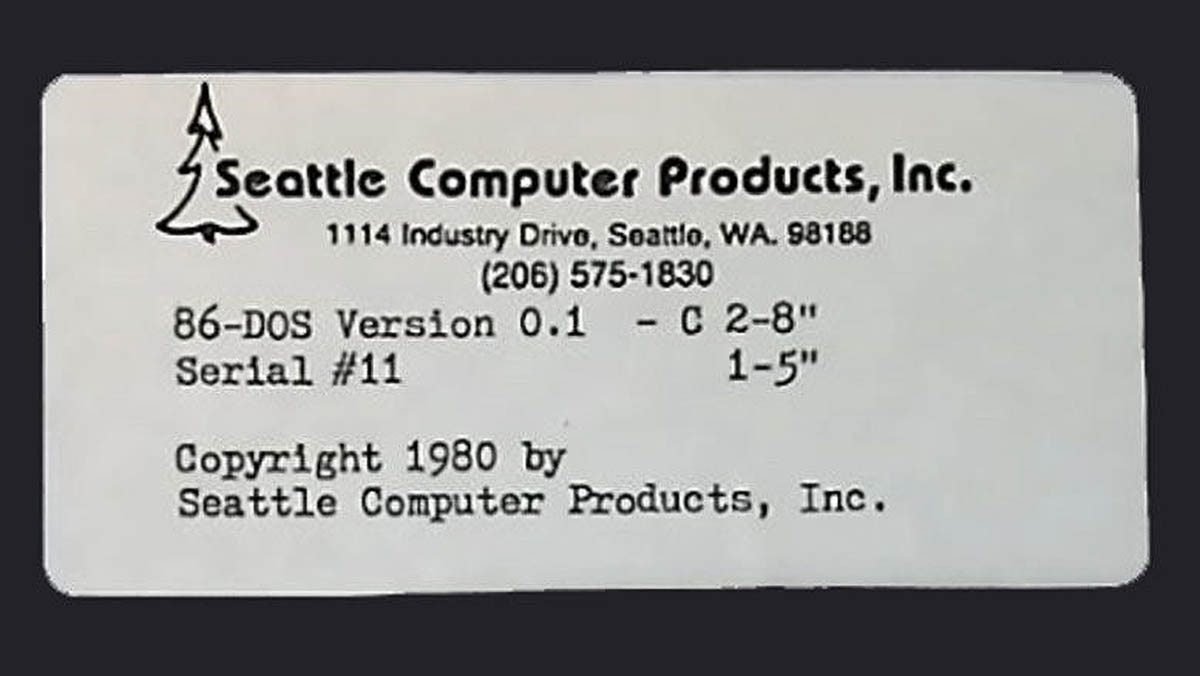 Seattle Computer Products, Inc.
1114 Industry Drive, Seattle, WA. 98188
(206) 575-1830
86-DOS Version 0.1 - C 2-8"
Serial #11 1-5"
Copyright 1980 by
Seattle Computer Products, Inc.